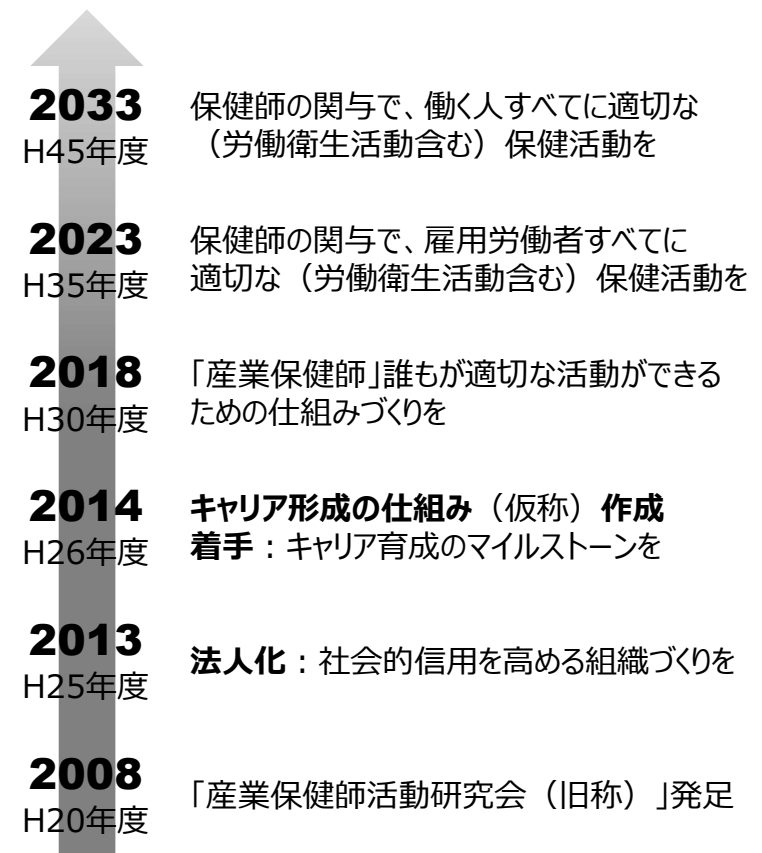 2033
H45年度
保健師の関与で、働く人すべてに適切な
（労働衛生活動含む）保健活動を
2023
H35年度
保健師の関与で、雇用労働者すべてに
適切な（労働衛生活動含む）保健活動を
2018
H30年度
「産業保健師」誰もが適切な活動ができる
ための仕組みづくりを
2014
H26年度
キャリア形成の仕組み（仮称）作成
着手：キャリア育成のマイルストーンを
2013
H25年度
法人化：社会的信用を高める組織づくりを
2008
H20年度
「産業保健師活動研究会（旧称）」発足